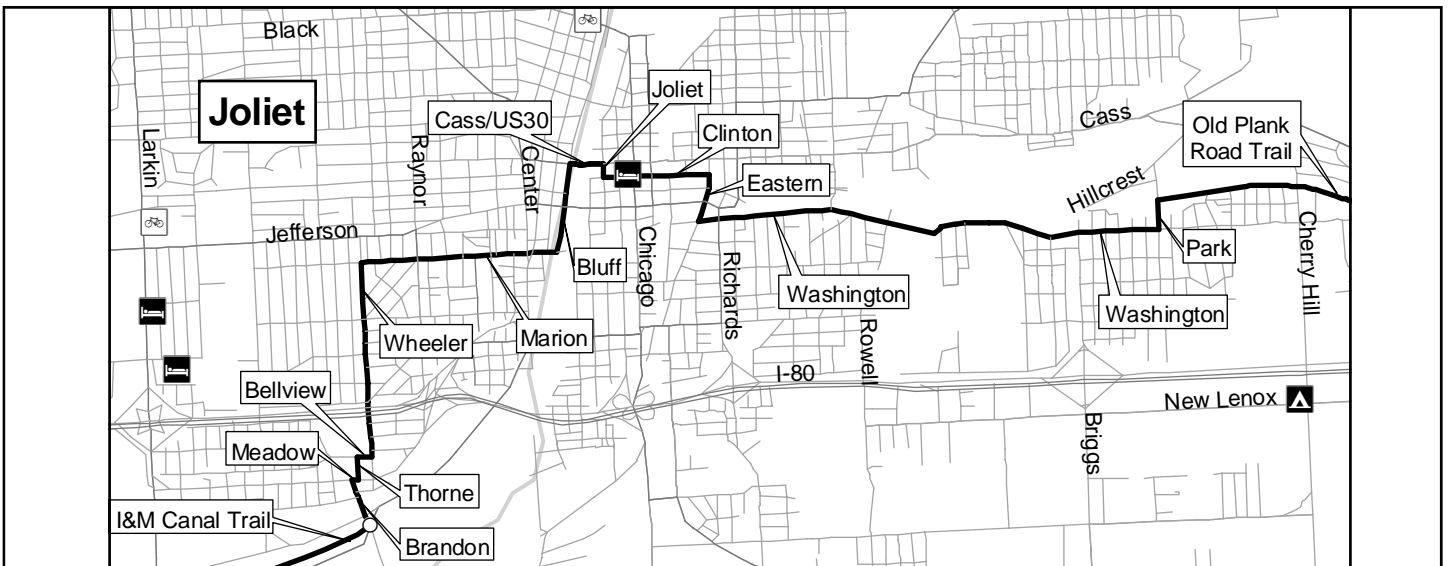 Black
Joliet
Joliet
Cass/US30
Clinton
Cass
Old Plank
Road Trail
Larkin
Raynor
Center
Eastern
Hillcrest
Jefferson
Bluff
Chicago
Richards
Washington
Park
Cherry Hill
Washington
Wheeler
Marion
Rowell
I-80
Bellview
New Lenox
Meadow
Briggs
Thorne
I&M Canal Trail
Brandon